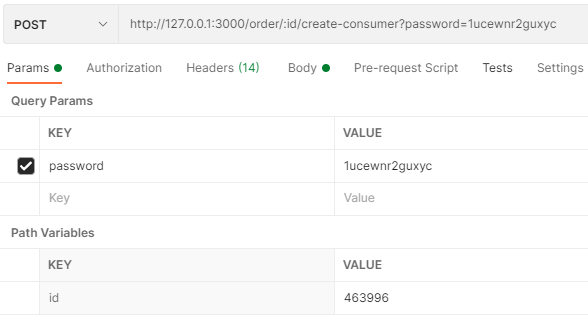 POST http://127.0.0.1:3000/order/:id/create-consumer?password=1ucewnr2guxyc
Params Authorization Headers (14) Body Pre-request Script Tests Settings
Query Params
KEY VALUE
password 1ucewnr2guxyc
Key Value
Path Variables
KEY VALUE
id 463996